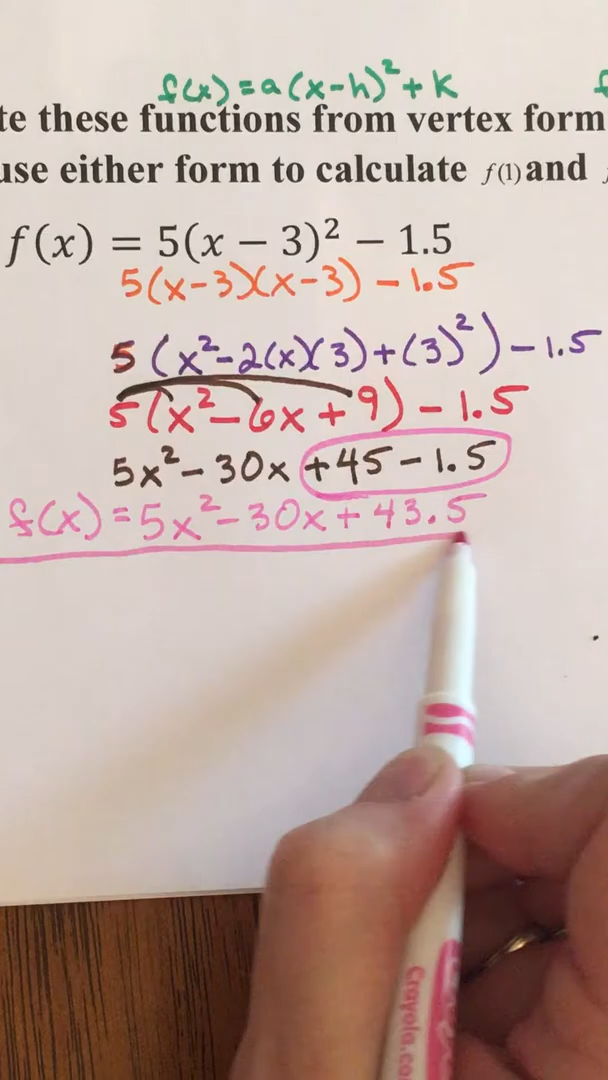 f(x)=a(x-h)²+k
te these functions from vertex form
use either form to calculate f(1) and
f(x) = 5(x − 3)² − 1.5
5(x-3)(x-3) - 1.5
5(x²-2(x)(3)+(3)²)-1.5
5(x²-6x+9)-1.5
5x²-30x+45-1.5
f(x)=5x²-30x+43.5
Crayola.co